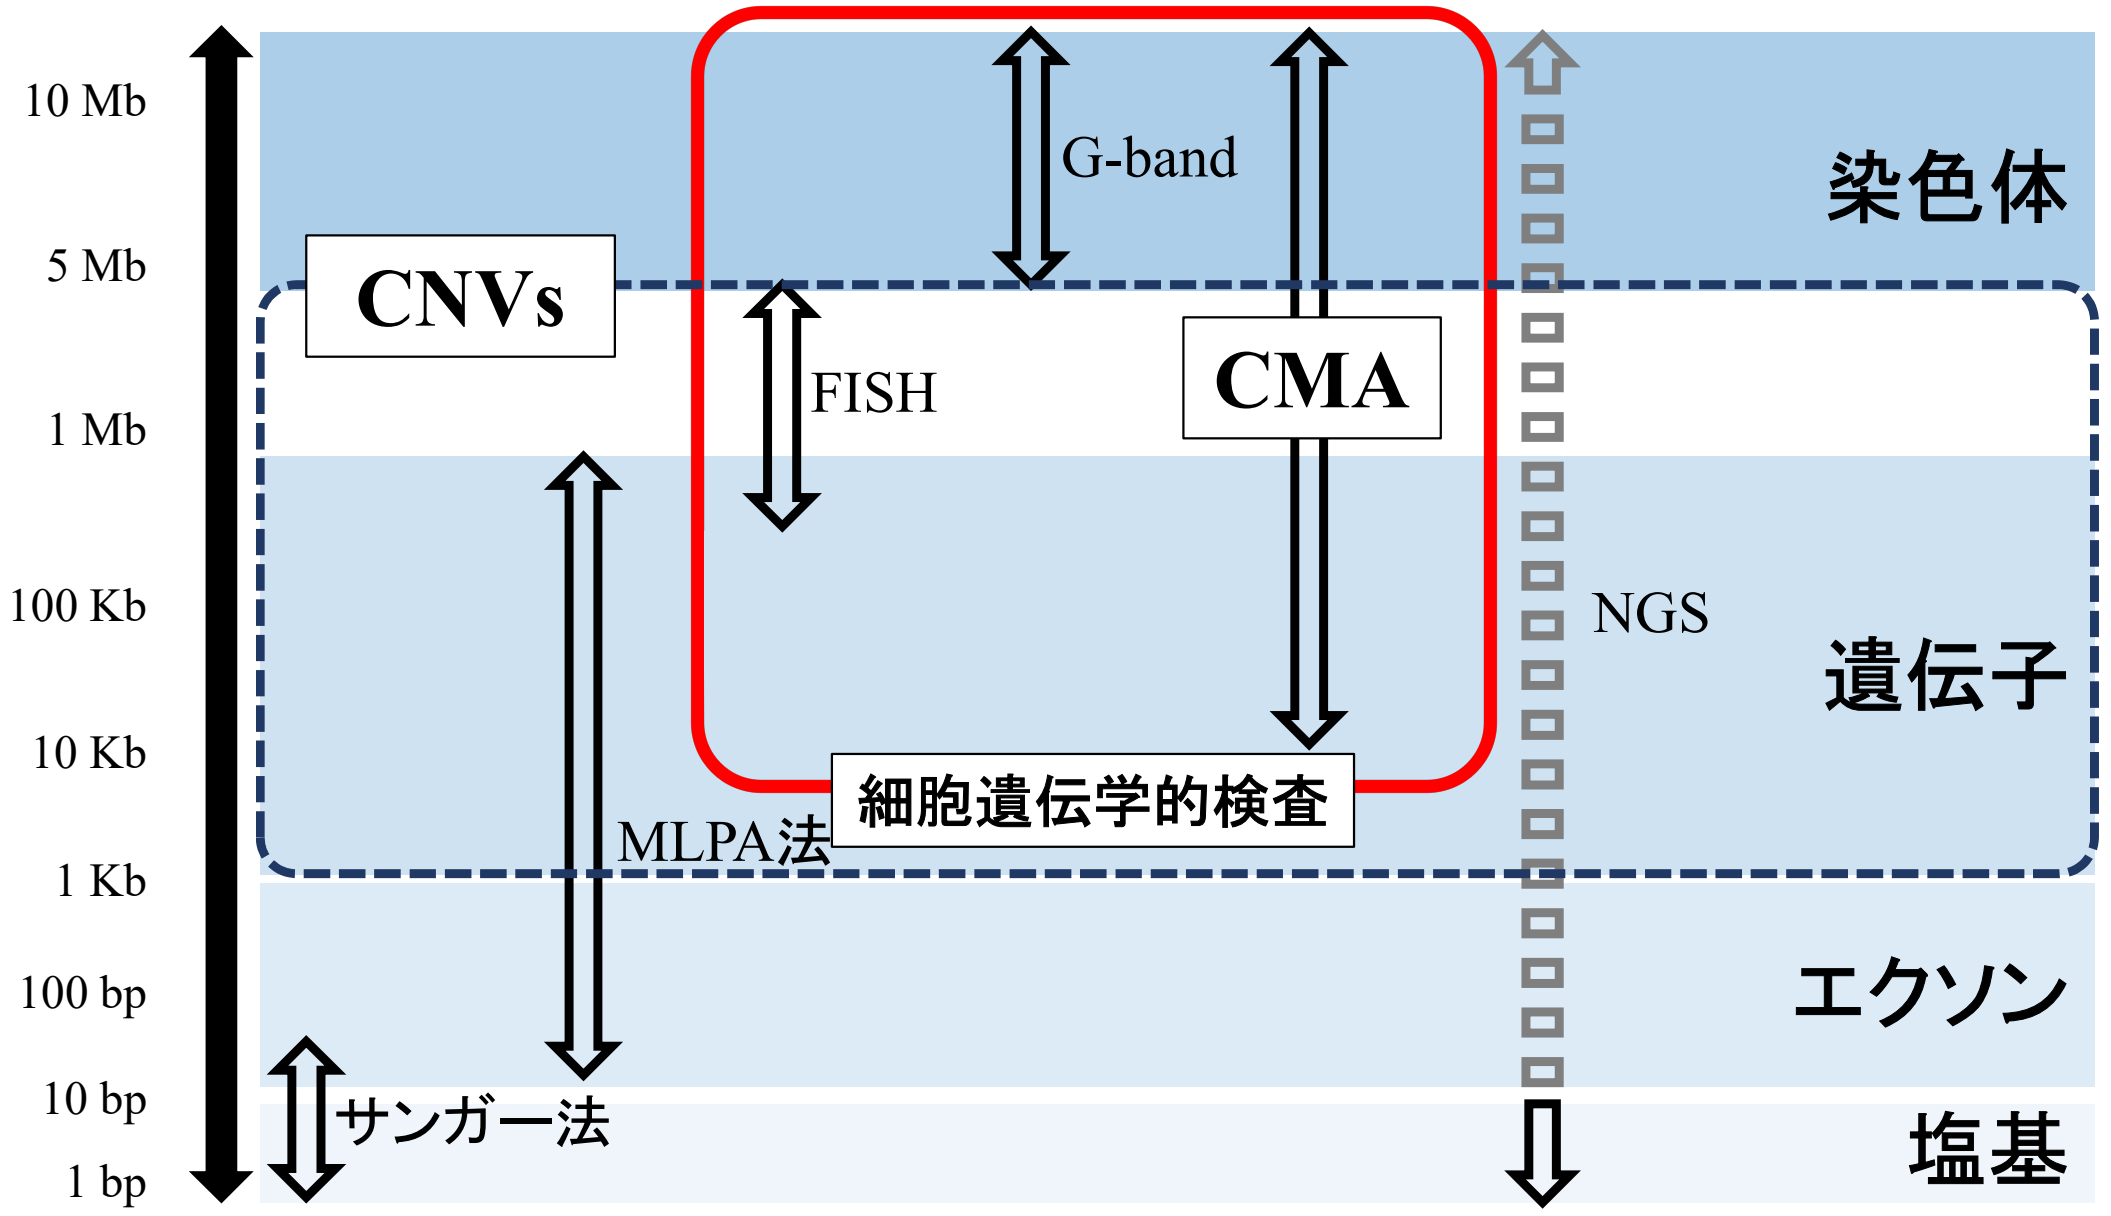 10 Mb
5 Mb
1 Mb
100 Kb
10 Kb
1 Kb
100 bp
10 bp
1 bp
G-band
染色体
CNVs
CMA
FISH
NGS
遺伝子
細胞遺伝学的検査
MLPA法
エクソン
サンガー法
塩基